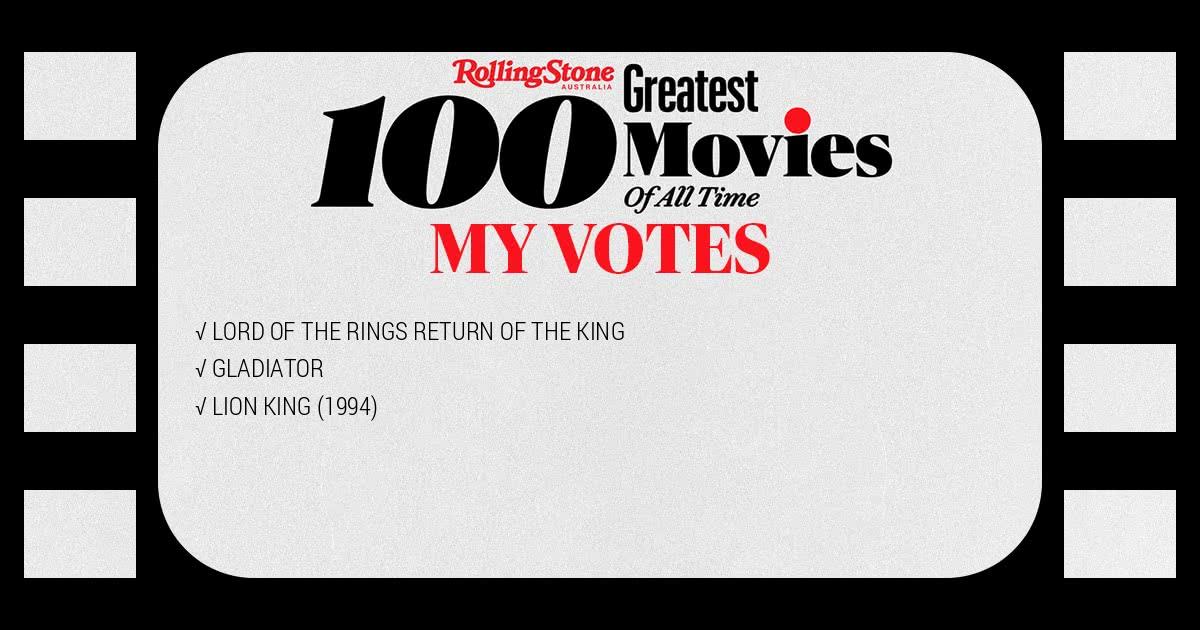 RollingStone
AUSTRALIA
100 Greatest
Movies
Of All Time
MY VOTES
√ LORD OF THE RINGS RETURN OF THE KING
√ GLADIATOR
√ LION KING (1994)